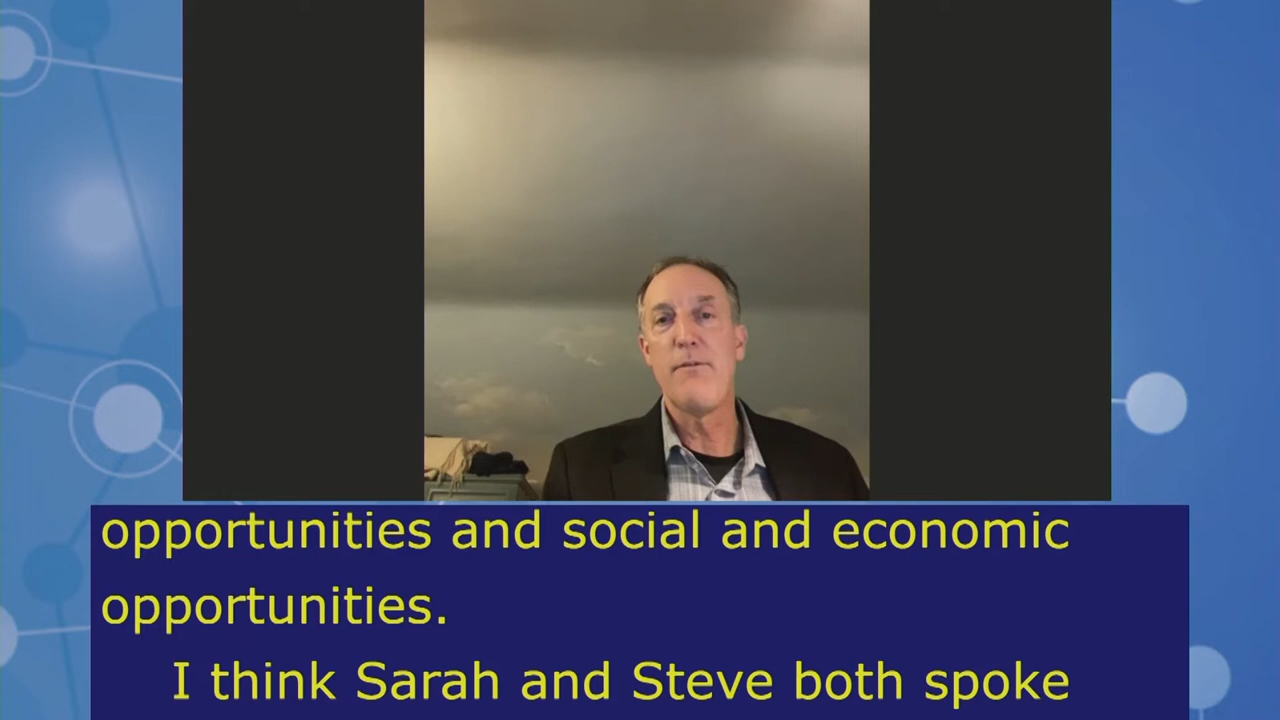 opportunities and social and economic
opportunities.
I think Sarah and Steve both spoke